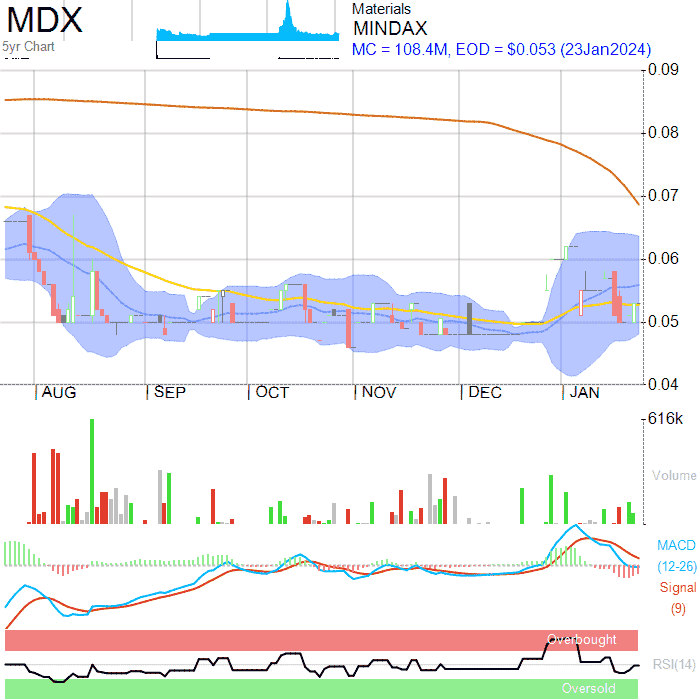 MDX
5yr Chart
Materials
MINDAX
MC = 108.4M, EOD = $0.053 (23Jan2024)
0.09
0.08
0.07
0.06
0.05
0.04
AUG SEP OCT NOV DEC JAN
616k
Volume
MACD
(12-26)
Signal
(9)
Overbought
RSI(14)
Oversold